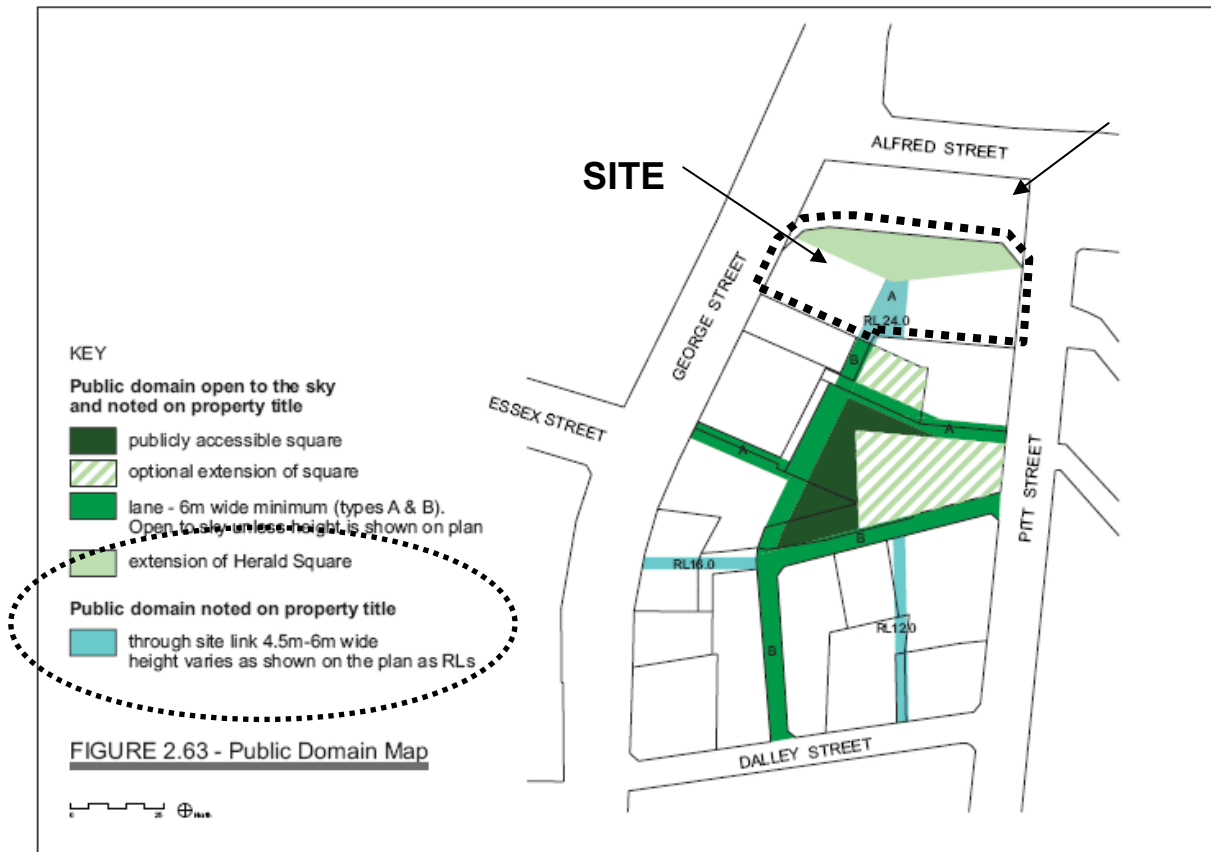 ALFRED STREET
SITE
GEORGE STREET
A
RL 24.0
KEY
Public domain open to the sky
and noted on property title
B
ESSEX STREET
publicly accessible square
A
A
PITT STREET
optional extension of square
lane - 6m wide minimum (types A & B).
Open to sky unless height is shown on plan
B
extension of Herald Square
RL16.0
Public domain noted on property title
through site link 4.5m-6m wide
height varies as shown on the plan as RLs
RL12.0
B
FIGURE 2.63 - Public Domain Map
DALLEY STREET
0 25 North